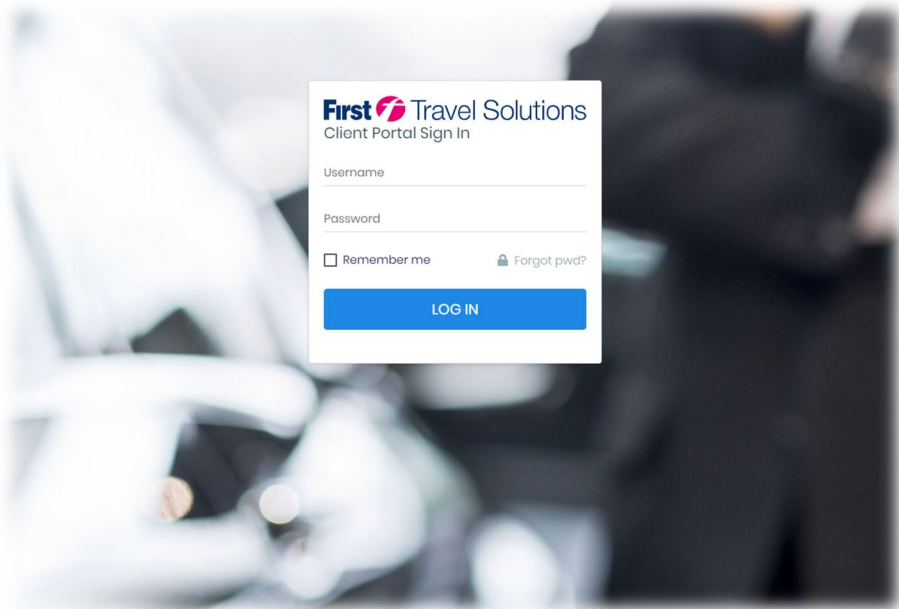 First Travel Solutions
Client Portal Sign In
Username
Password
Remember me Forgot pwd?
LOG IN